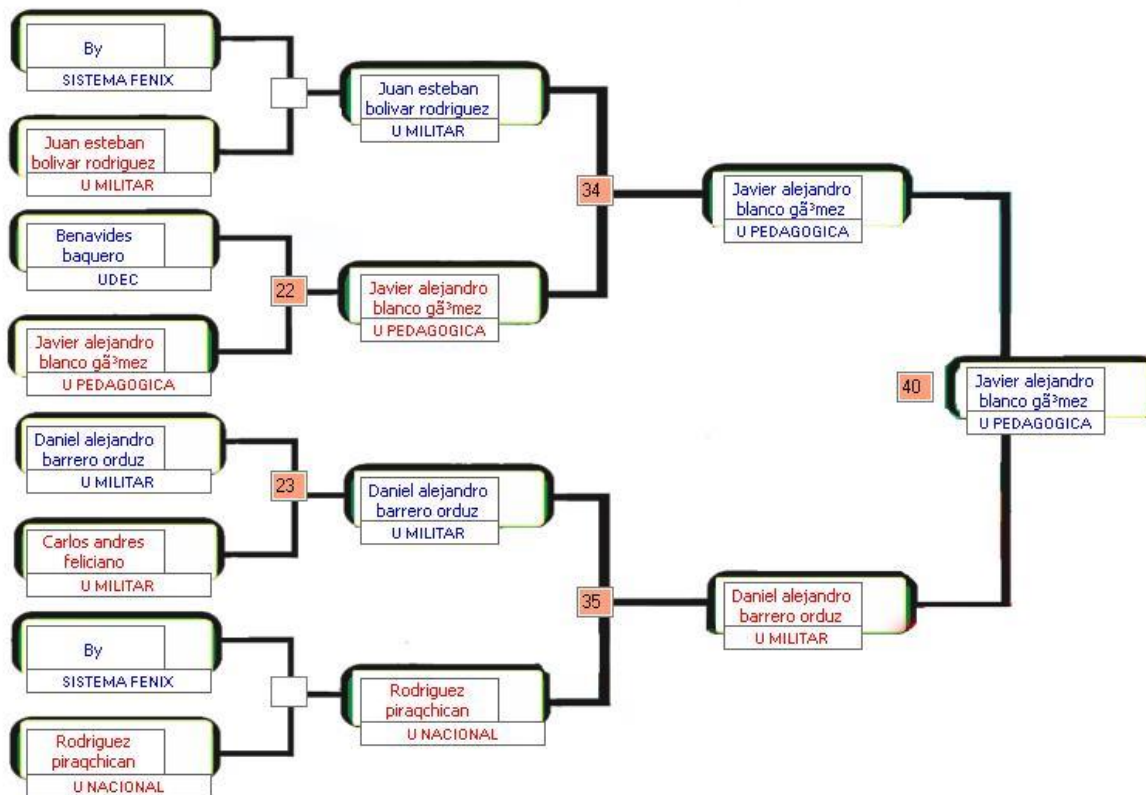 By
SISTEMA FENIX
Juan esteban
bolivar rodriguez
U MILITAR
Benavides
baquero
UDEC
22
Javier alejandro
blanco gã³mez
U PEDAGOGICA
Daniel alejandro
barrero orduz
U MILITAR
23
Carlos andres
feliciano
U MILITAR
By
SISTEMA FENIX
Rodriguez
piraqchican
U NACIONAL
Juan esteban
bolivar rodriguez
U MILITAR
34
Javier alejandro
blanco gã³mez
U PEDAGOGICA
Daniel alejandro
barrero orduz
U MILITAR
35
Rodriguez
piraqchican
U NACIONAL
Javier alejandro
blanco gã³mez
U PEDAGOGICA
40
Daniel alejandro
barrero orduz
U MILITAR
Javier alejandro
blanco gã³mez
U PEDAGOGICA